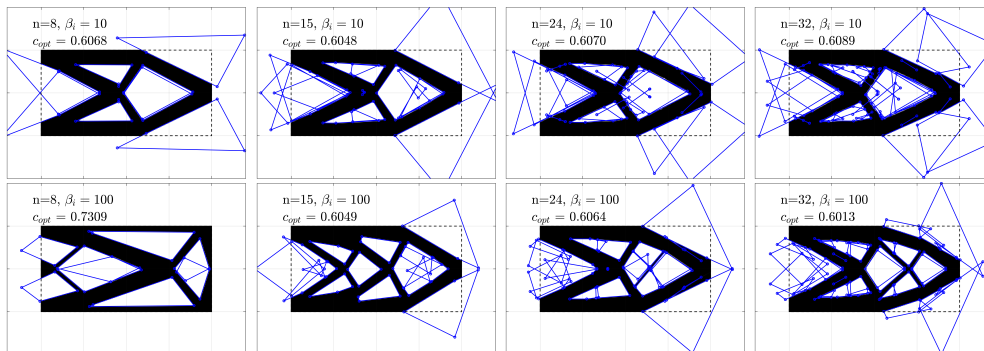 n=8, β_i = 10
c_opt = 0.6068
n=15, β_i = 10
c_opt = 0.6048
n=24, β_i = 10
c_opt = 0.6070
n=32, β_i = 10
c_opt = 0.6089
n=8, β_i = 100
c_opt = 0.7309
n=15, β_i = 100
c_opt = 0.6049
n=24, β_i = 100
c_opt = 0.6064
n=32, β_i = 100
c_opt = 0.6013